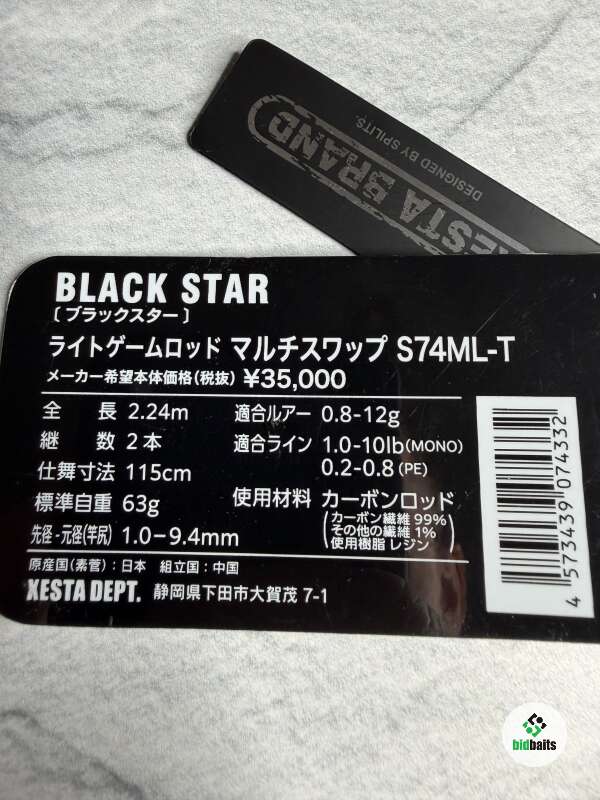 XESTA BRAND
DESIGNED BY SPILITS.
BLACK STAR
[ブラックスター]
ライトゲームロッド マルチスワップ S74ML-T
メーカー希望本体価格(税抜) ¥35,000
全 長 2.24m 適合ルアー 0.8-12g
継 数 2本 適合ライン 1.0-10lb(MONO)
0.2-0.8(PE)
仕舞寸法 115cm
標準自重 63g 使用材料 カーボンロッド
(カーボン繊維 99%
その他の繊維 1%
使用樹脂 レジン)
先径-元径(竿尻) 1.0-9.4mm
原産国(素管):日本 組立国:中国
XESTA DEPT. 静岡県下田市大賀茂 7-1
4 573439 074332
bidbaits